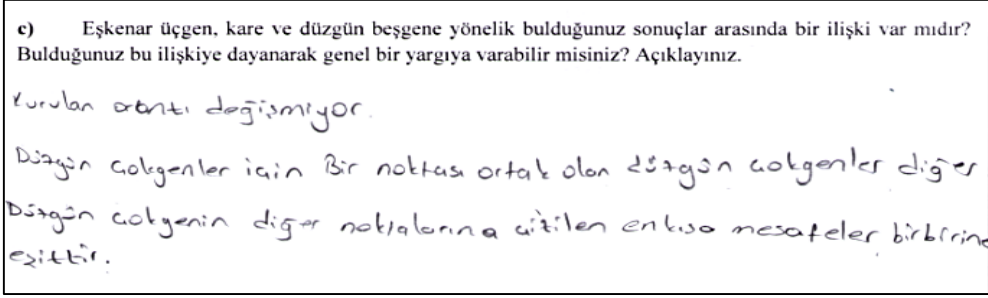 c) Eşkenar üçgen, kare ve düzgün beşgene yönelik bulduğunuz sonuçlar arasında bir ilişki var mıdır?
Bulduğunuz bu ilişkiye dayanarak genel bir yargıya varabilir misiniz? Açıklayınız.
Kurulan orantı değişmiyor.
Düzgün çokgenler için Bir noktası ortak olan düzgün çokgenler diğer
Düzgün çokgenin diğer noktalarına çizilen en kısa mesafeler birbirine
eşittir.